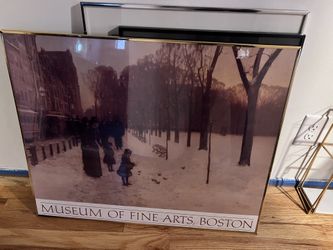 MUSEUM OF FINE ARTS, BOSTON